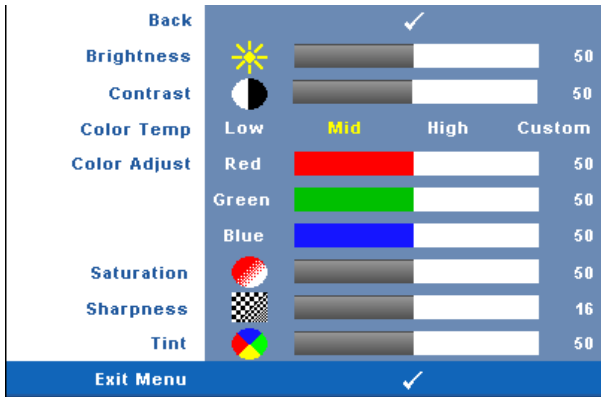 Back
Brightness 50
Contrast 50
Color Temp Low Mid High Custom
Color Adjust Red 50
Green 50
Blue 50
Saturation 50
Sharpness 16
Tint 50
Exit Menu